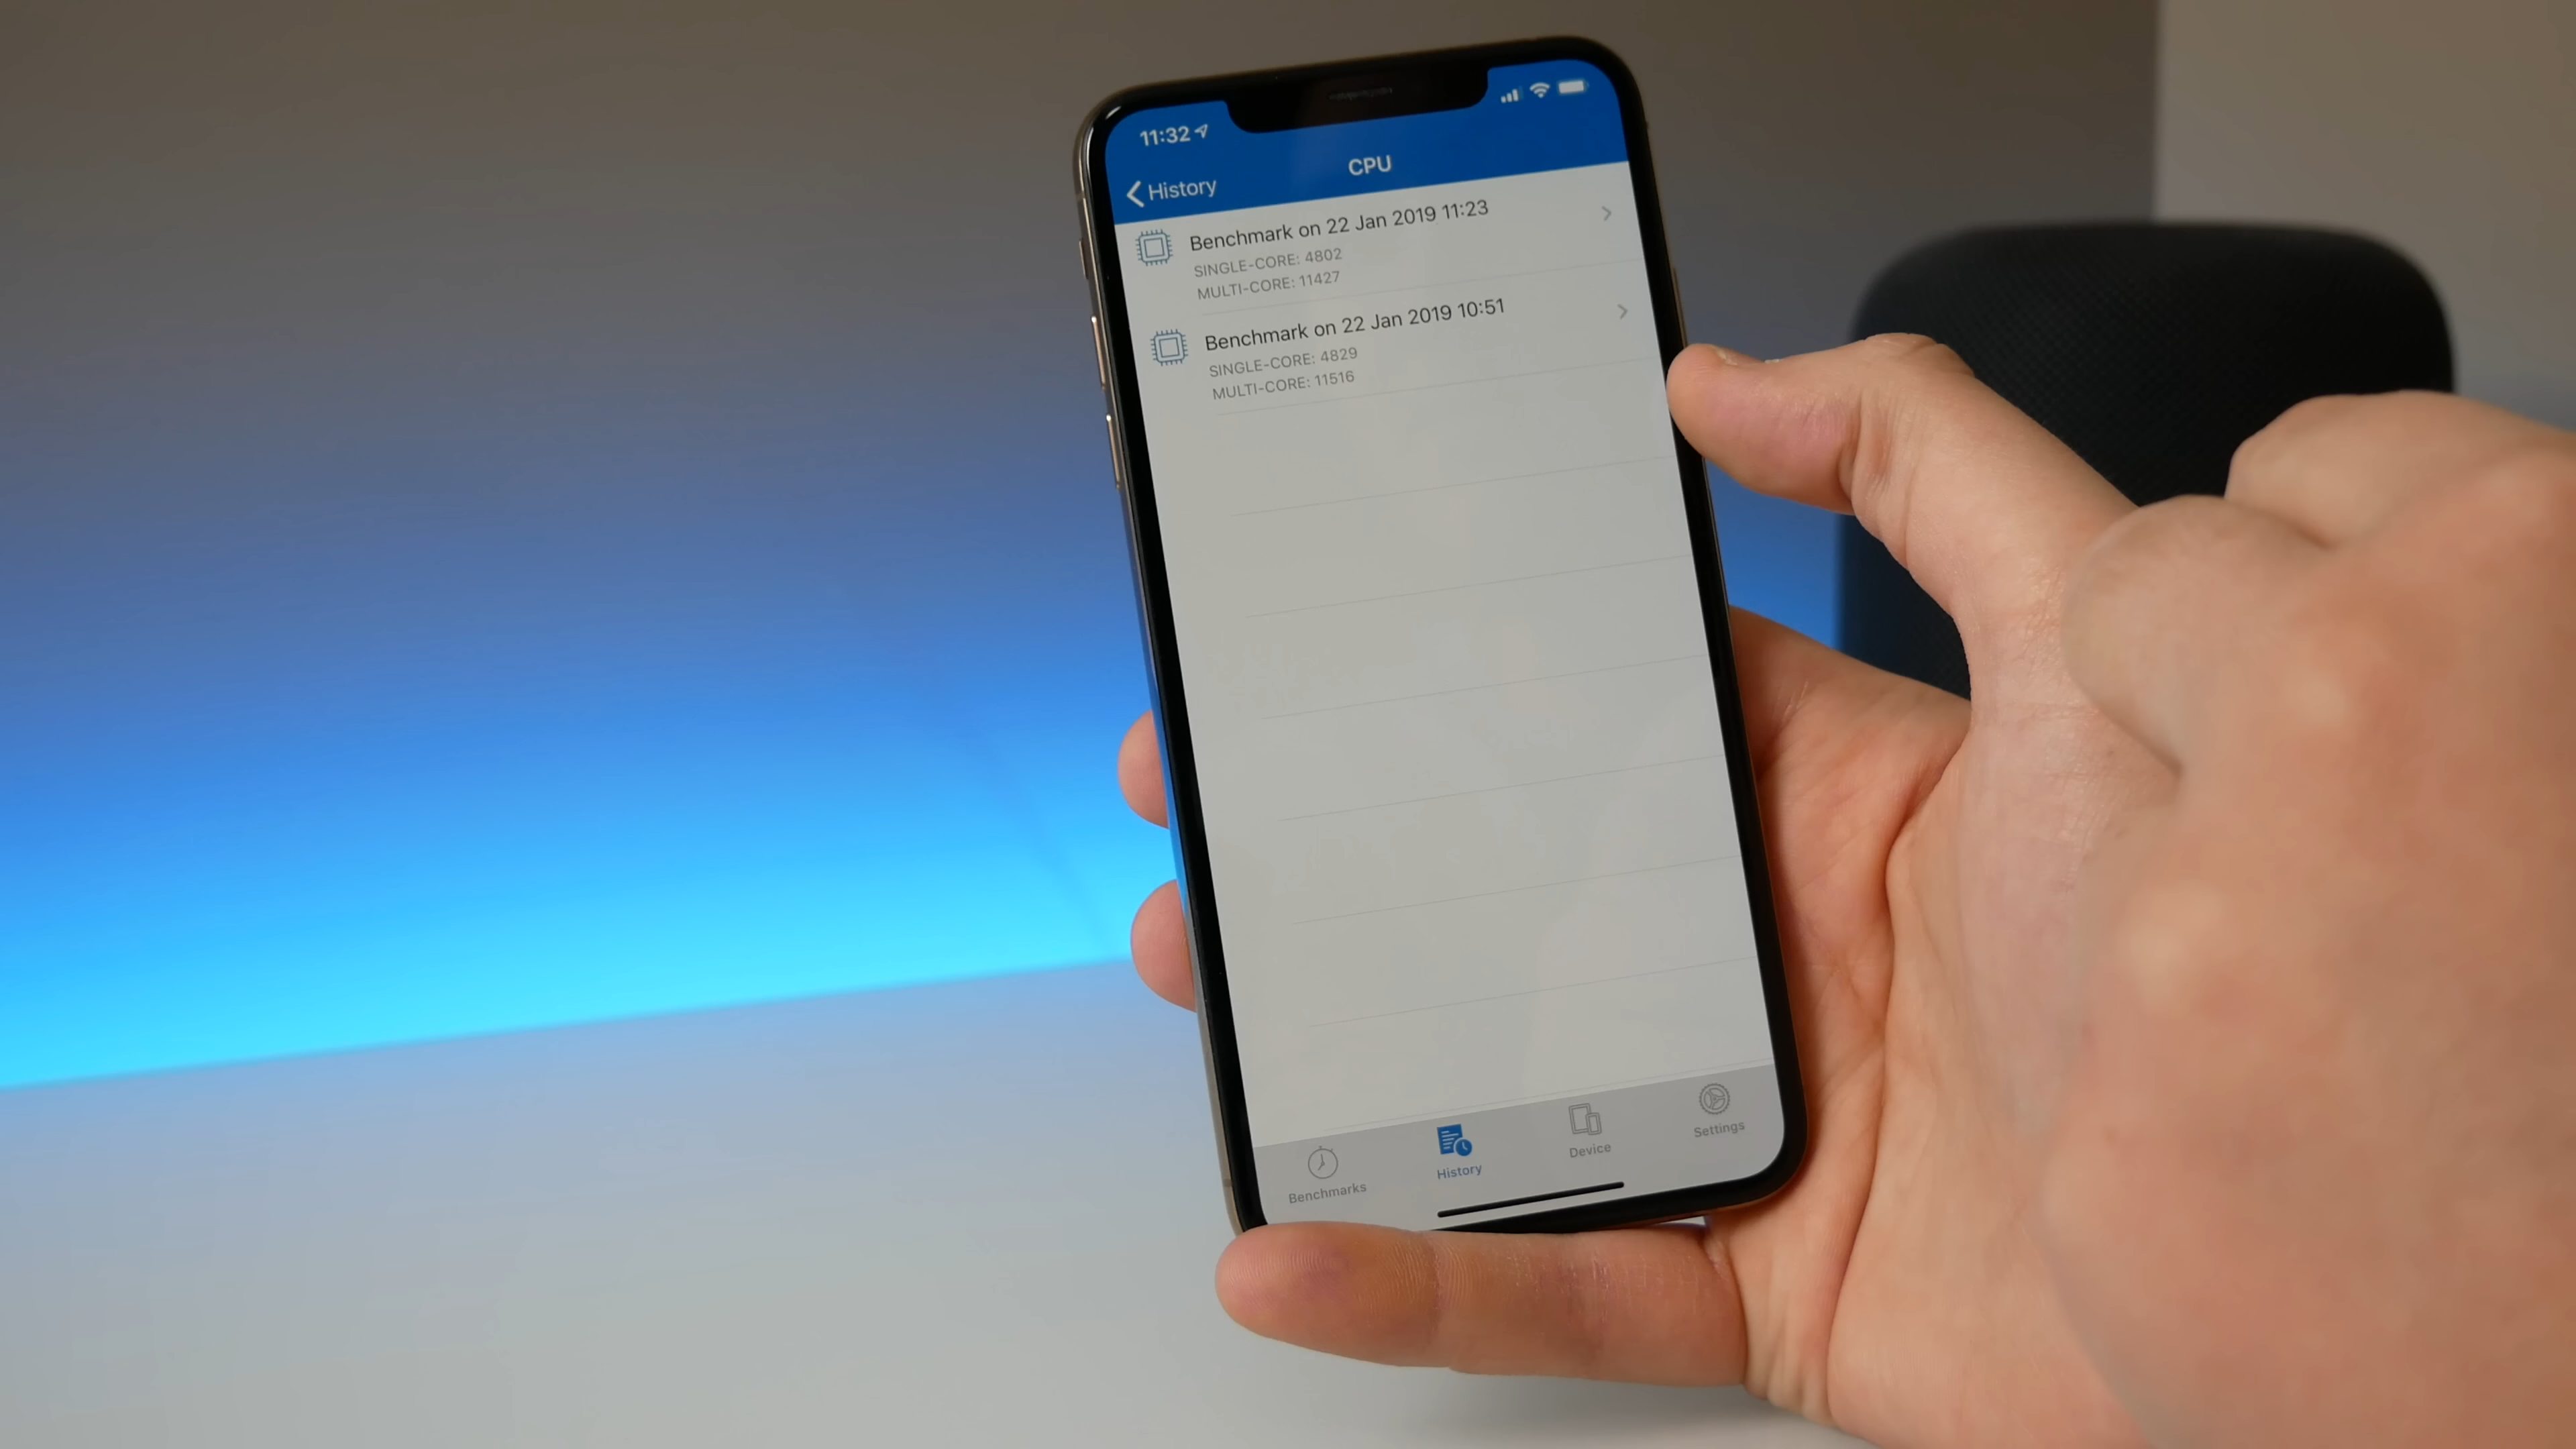 11:32
History
CPU
Benchmark on 22 Jan 2019 11:23
SINGLE-CORE: 4802
MULTI-CORE: 11427
Benchmark on 22 Jan 2019 10:51
SINGLE-CORE: 4829
MULTI-CORE: 11516
Benchmarks
History
Device
Settings